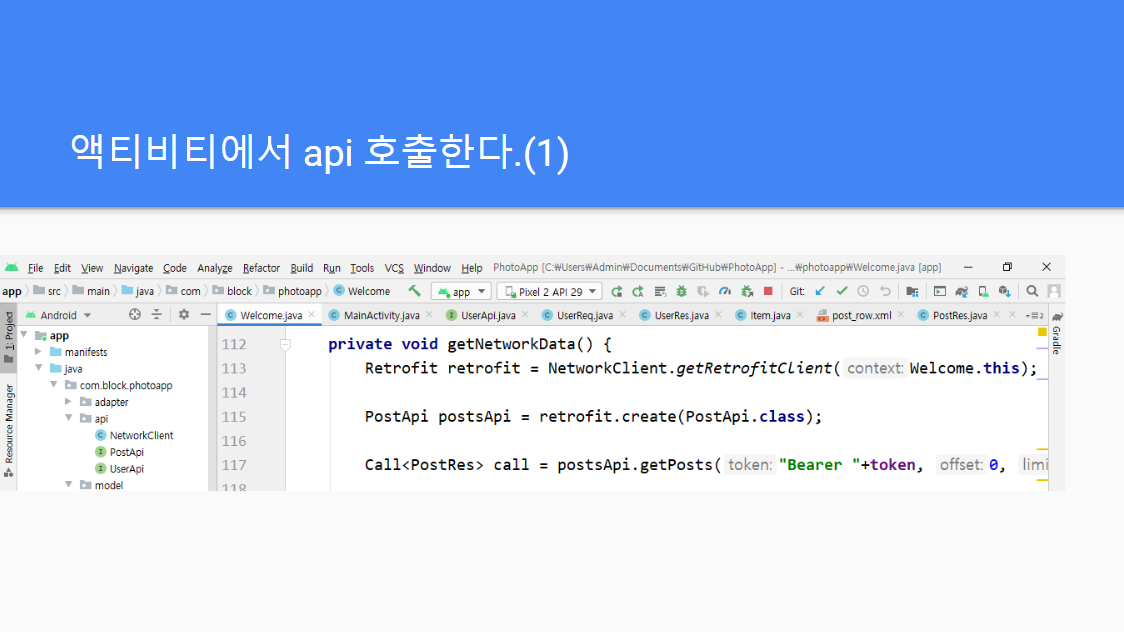 액티비티에서 api 호출한다.(1)
File Edit View Navigate Code Analyze Refactor Build Run Tools VCS Window Help PhotoApp [C:₩Users₩Admin₩Documents₩GitHub₩PhotoApp] - ...₩photoapp₩Welcome.java [app]
app src main java com block photoapp Welcome app Pixel 2 API 29 Git:
Android Welcome.java MainActivity.java UserApi.java UserReq.java UserRes.java Item.java post_row.xml PostRes.java
1: Project
Resource Manager
app
manifests
java
com.block.photoapp
adapter
api
NetworkClient
PostApi
UserApi
model
112 private void getNetworkData() {
113 Retrofit retrofit = NetworkClient.getRetrofitClient( context: Welcome.this);
114
115 PostApi postsApi = retrofit.create(PostApi.class);
116
117 Call<PostRes> call = postsApi.getPosts( token: "Bearer "+token, offset: 0, limi
118
Gradle